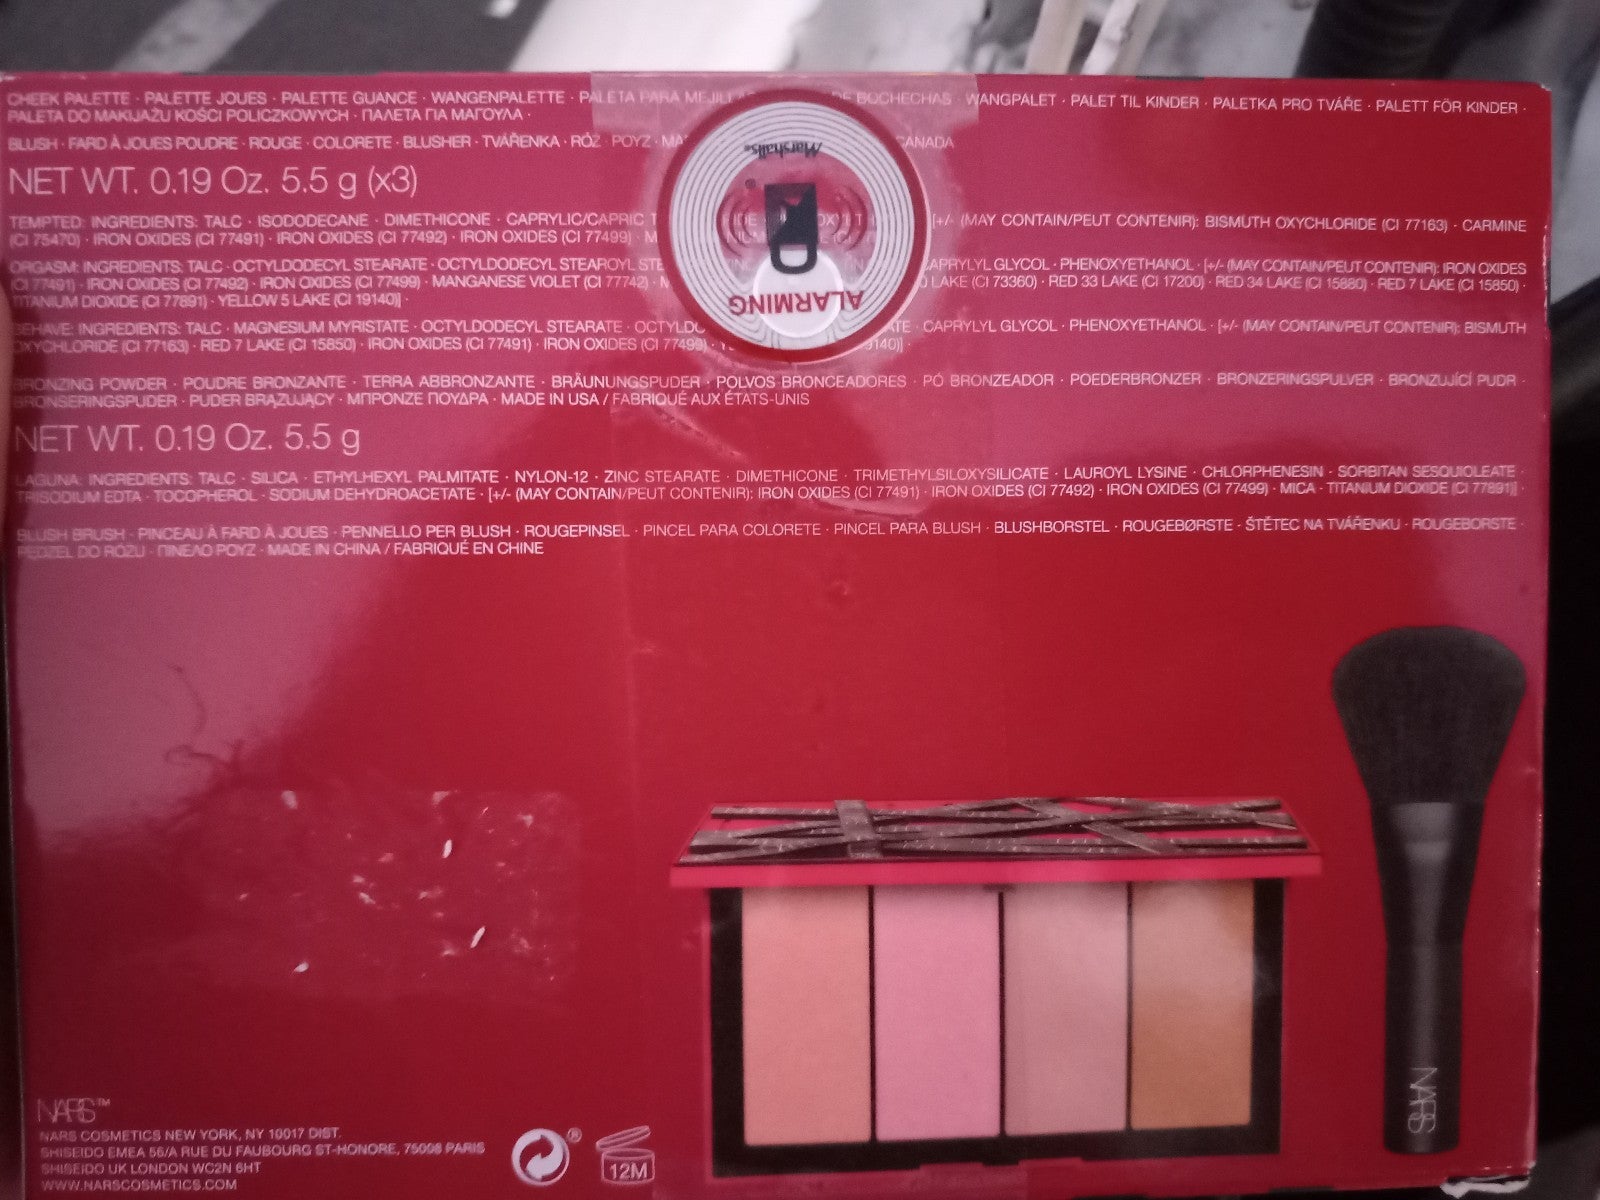 CHEEK PALETTE · PALETTE JOUES · PALETTE GUANCE · WANGENPALETTE · PALETA PARA MEJILLAS DE BOCHECHAS · WANGPALET · PALET TIL KINDER · PALETKA PRO TVÁŘE · PALETT FÖR KINDER ·
PALETA DO MAKIJAŻU KOŚCI POLICZKOWYCH · ΠΑΛΕΤΑ ΓΙΑ ΜΑΓΟΥΛΑ ·
BLUSH · FARD À JOUES POUDRE · ROUGE · COLORETE · BLUSHER · TVÁŘENKA · RÓŻ · ΡΟΥΖ · CANADA
NET WT. 0.19 Oz. 5.5 g (x3)
TEMPTED: INGREDIENTS: TALC · ISODODECANE · DIMETHICONE · CAPRYLIC/CAPRIC [+/- (MAY CONTAIN/PEUT CONTENIR): BISMUTH OXYCHLORIDE (CI 77163) · CARMINE
(CI 75470) · IRON OXIDES (CI 77491) · IRON OXIDES (CI 77492) · IRON OXIDES (CI 77499) ·
ORGASM: INGREDIENTS: TALC · OCTYLDODECYL STEARATE · OCTYLDODECYL STEAROYL CAPRYLYL GLYCOL · PHENOXYETHANOL · [+/- (MAY CONTAIN/PEUT CONTENIR): IRON OXIDES
(CI 77491) · IRON OXIDES (CI 77492) · IRON OXIDES (CI 77499) · MANGANESE VIOLET (CI 77742) · LAKE (CI 73360) · RED 33 LAKE (CI 17200) · RED 34 LAKE (CI 15880) · RED 7 LAKE (CI 15850) ·
TITANIUM DIOXIDE (CI 77891) · YELLOW 5 LAKE (CI 19140)] ·
BEHAVE: INGREDIENTS: TALC · MAGNESIUM MYRISTATE · OCTYLDODECYL STEARATE · CAPRYLYL GLYCOL · PHENOXYETHANOL · [+/- (MAY CONTAIN/PEUT CONTENIR): BISMUTH
OXYCHLORIDE (CI 77163) · RED 7 LAKE (CI 15850) · IRON OXIDES (CI 77491) · IRON OXIDES (CI 77499) ·
Marshalls®
ALARMING
BRONZING POWDER · POUDRE BRONZANTE · TERRA ABBRONZANTE · BRÄUNUNGSPUDER · POLVOS BRONCEADORES · PÓ BRONZEADOR · POEDERBRONZER · BRONZERINGSPULVER · BRONZUJÍCÍ PUDR ·
BRONSERINGSPUDER · PUDER BRĄZUJĄCY · ΜΠΡΟΝΖΕ ΠΟΥΔΡΑ · MADE IN USA / FABRIQUÉ AUX ÉTATS-UNIS
NET WT. 0.19 Oz. 5.5 g
LAGUNA: INGREDIENTS: TALC · SILICA · ETHYLHEXYL PALMITATE · NYLON-12 · ZINC STEARATE · DIMETHICONE · TRIMETHYLSILOXYSILICATE · LAUROYL LYSINE · CHLORPHENESIN · SORBITAN SESQUIOLEATE ·
TRISODIUM EDTA · TOCOPHEROL · SODIUM DEHYDROACETATE · [+/- (MAY CONTAIN/PEUT CONTENIR): IRON OXIDES (CI 77491) · IRON OXIDES (CI 77492) · IRON OXIDES (CI 77499) · MICA · TITANIUM DIOXIDE (CI 77891)] ·
BLUSH BRUSH · PINCEAU À FARD À JOUES · PENNELLO PER BLUSH · ROUGEPINSEL · PINCEL PARA COLORETE · PINCEL PARA BLUSH · BLUSHBORSTEL · ROUGEBØRSTE · ŠTĚTEC NA TVÁŘENKU · ROUGEBORSTE ·
PĘDZEL DO RÓŻU · ΠΙΝΕΛΟ ΡΟΥΖ · MADE IN CHINA / FABRIQUÉ EN CHINE
NARS
NARS™
NARS COSMETICS NEW YORK, NY 10017 DIST.
SHISEIDO EMEA 56/A RUE DU FAUBOURG ST-HONORE, 75008 PARIS
SHISEIDO UK LONDON WC2N 6HT
WWW.NARSCOSMETICS.COM
12M